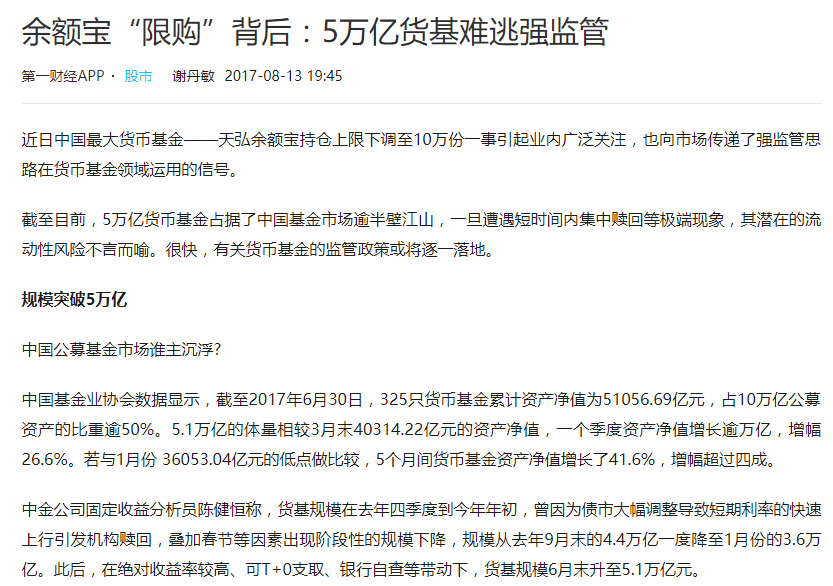 余额宝“限购”背后：5万亿货基难逃强监管
第一财经APP · 股市 谢丹敏 2017-08-13 19:45
近日中国最大货币基金——天弘余额宝持仓上限下调至10万份一事引起业内广泛关注，也向市场传递了强监管思
路在货币基金领域运用的信号。
截至目前，5万亿货币基金占据了中国基金市场逾半壁江山，一旦遭遇短时间内集中赎回等极端现象，其潜在的流
动性风险不言而喻。很快，有关货币基金的监管政策或将逐一落地。
规模突破5万亿
中国公募基金市场谁主沉浮？
中国基金业协会数据显示，截至2017年6月30日，325只货币基金累计资产净值为51056.69亿元，占10万亿公募
资产的比重逾50%。5.1万亿的体量相较3月末40314.22亿元的资产净值，一个季度资产净值增长逾万亿，增幅
26.6%。若与1月份 36053.04亿元的低点做比较，5个月间货币基金资产净值增长了41.6%，增幅超过四成。
中金公司固定收益分析员陈健恒称，货基规模在去年四季度到今年年初，曾因为债市大幅调整导致短期利率的快速
上行引发机构赎回，叠加春节等因素出现阶段性的规模下降，规模从去年9月末的4.4万亿一度降至1月份的3.6万
亿。此后，在绝对收益率较高、可T+0支取、银行自查等带动下，货基规模6月末升至5.1万亿元。